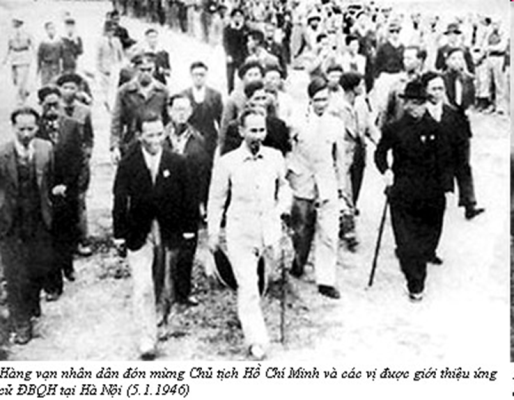 Hàng vạn nhân dân đón mừng Chủ tịch Hồ Chí Minh và các vị được giới thiệu ứng
cử ĐBQH tại Hà Nội (5.1.1946)